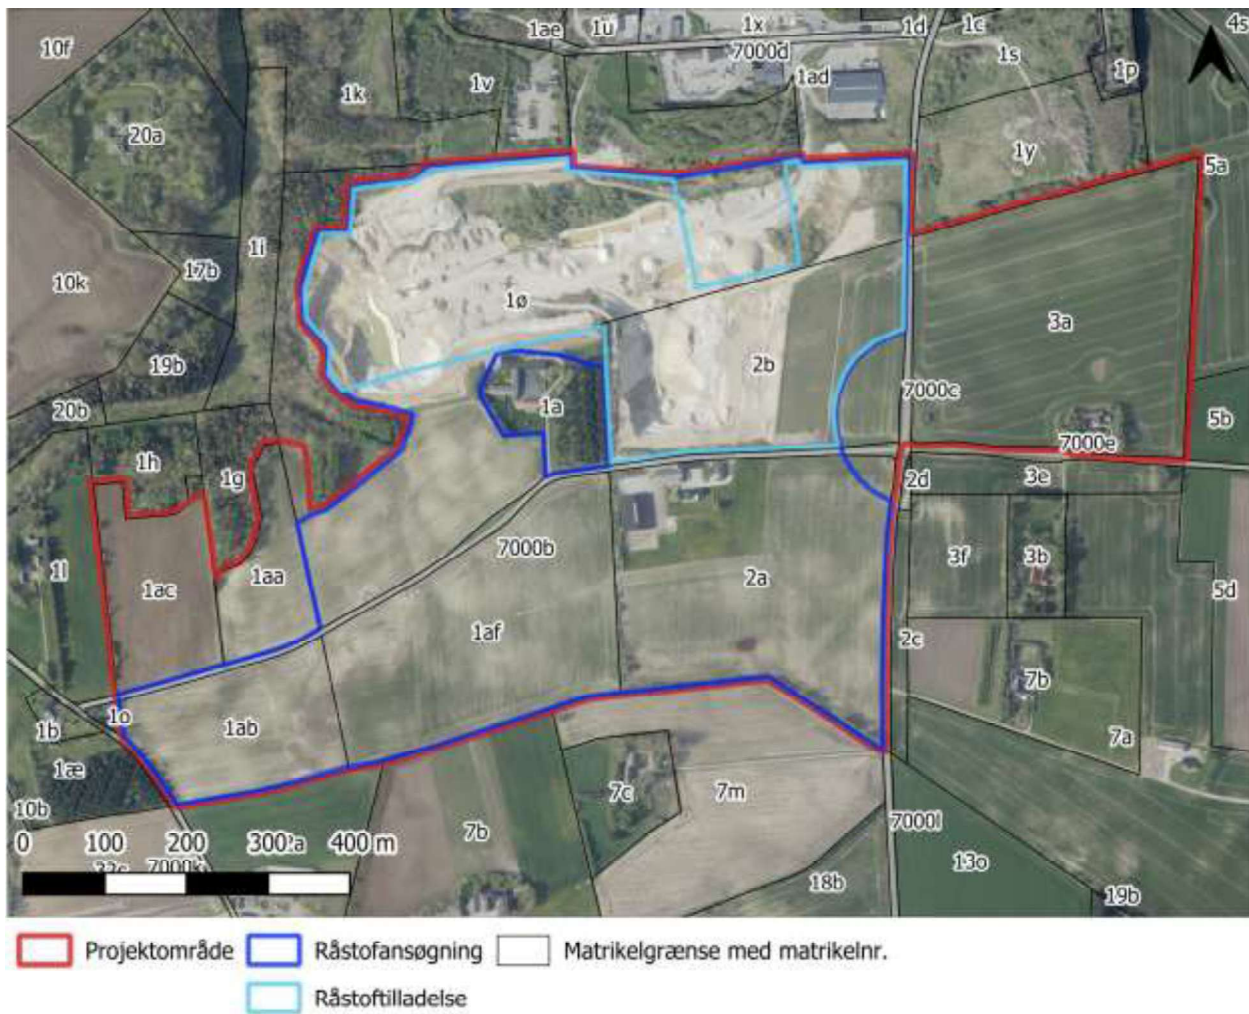 4s
1ae
1u
1x
1d
1c
10f
7000d
1s
1p
1k
1v
1ad
20a
1y
5a
1i
17b
10k
1ø
3a
19b
2b
7000c
1a
20b
5b
7000e
1h
1g
2d
3e
7000b
1l
1ac
1aa
2a
3f
3b
5d
1af
2c
7b
1o
1ab
1b
7a
1æ
7c
7m
10b
7b
7000l
0 100 200 300 400 m
13o
7000k
18b
19b
Projektområde Råstofansøgning Matrikelgrænse med matrikelnr.
Råstoftilladelse